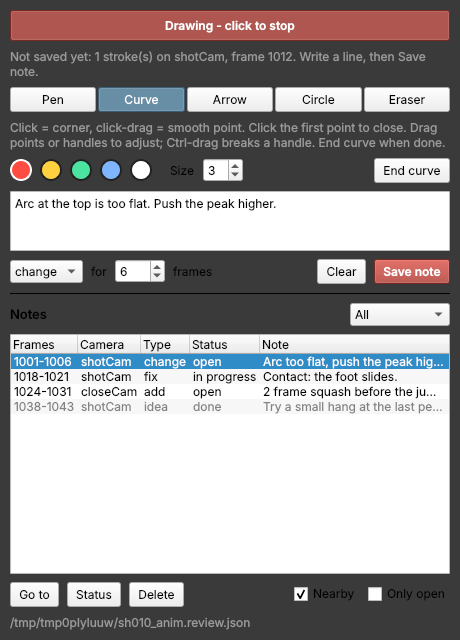 Drawing - click to stop
Not saved yet: 1 stroke(s) on shotCam, frame 1012. Write a line, then Save
note.
Pen Curve Arrow Circle Eraser
Click = corner, click-drag = smooth point. Click the first point to close. Drag
points or handles to adjust; Ctrl-drag breaks a handle. End curve when done.
Size 3 End curve
Arc at the top is too flat. Push the peak higher.
change for 6 frames Clear Save note
Notes All
Frames Camera Type Status Note
1001-1006 shotCam change open Arc too flat, push the peak hig...
1018-1021 shotCam fix in progress Contact: the foot slides.
1024-1031 closeCam add open 2 frame squash before the ju...
1038-1043 shotCam idea done Try a small hang at the last pe...
Go to Status Delete Nearby Only open
/tmp/tmp0plyluuw/sh010_anim.review.json